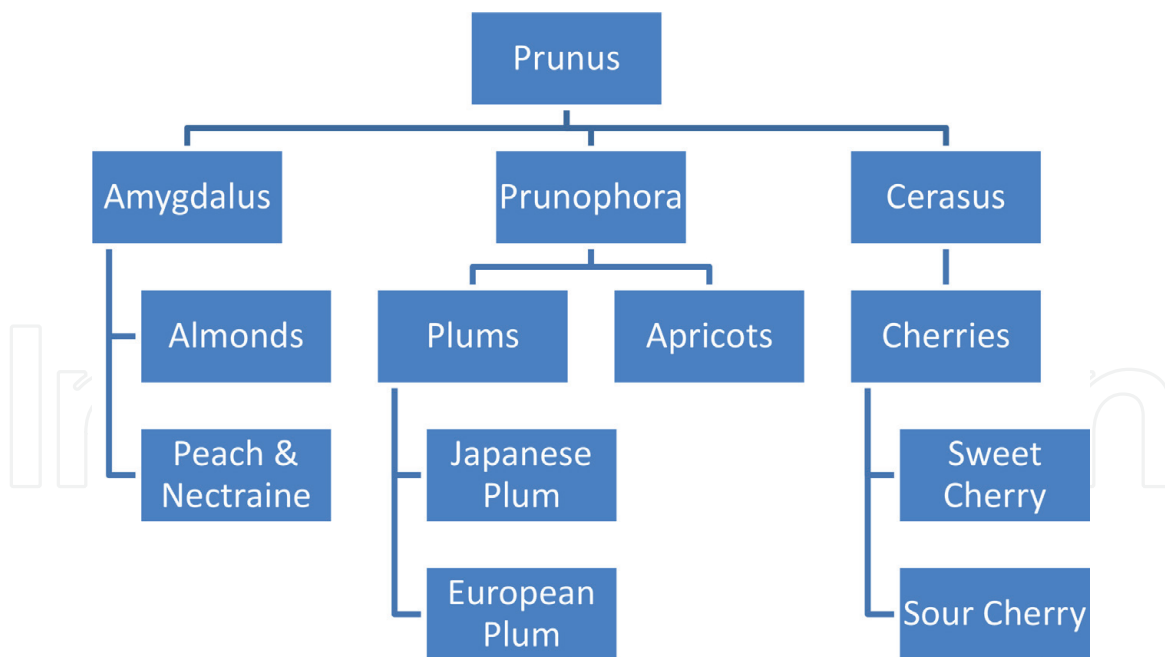 Prunus
Amygdalus
Prunophora
Cerasus
Almonds
Plums
Apricots
Cherries
Peach &
Nectraine
Japanese
Plum
Sweet
Cherry
European
Plum
Sour Cherry